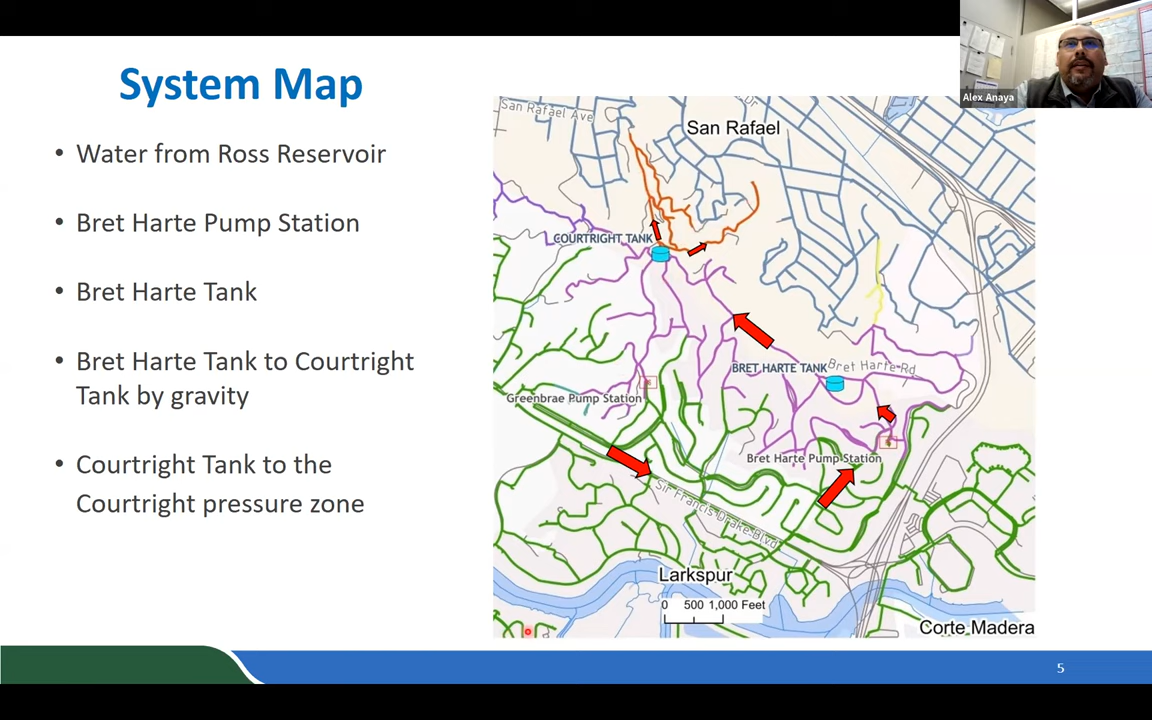 Alex Anaya
System Map
• Water from Ross Reservoir
• Bret Harte Pump Station
• Bret Harte Tank
• Bret Harte Tank to Courtright
Tank by gravity
• Courtright Tank to the
Courtright pressure zone
San Rafael Ave
Dr
San Rafael
COURTRIGHT TANK
BRET HARTE TANK
Bret Harte Rd
Greenbrae Pump Station
Bret Harte Pump Station
Sir Francis Drake Blvd
Larkspur
0 500 1,000 Feet
Corte Madera
5